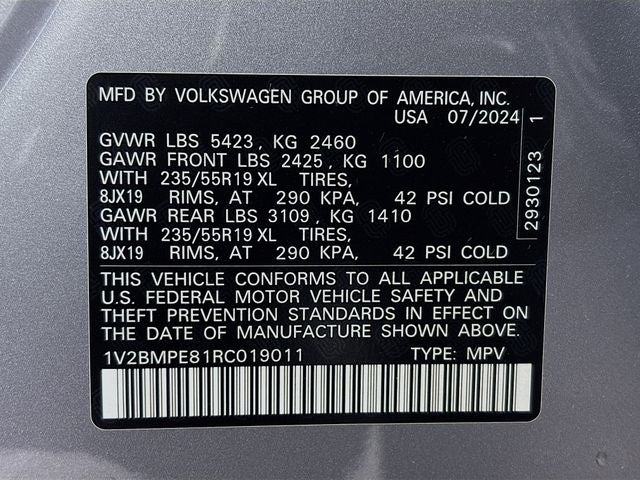 MFD BY VOLKSWAGEN GROUP OF AMERICA, INC.
USA 07/2024
GVWR LBS 5423, KG 2460
GAWR FRONT LBS 2425, KG 1100
WITH 235/55R19 XL TIRES,
8JX19 RIMS, AT 290 KPA, 42 PSI COLD
GAWR REAR LBS 3109, KG 1410
WITH 235/55R19 XL TIRES,
8JX19 RIMS, AT 290 KPA, 42 PSI COLD
THIS VEHICLE CONFORMS TO ALL APPLICABLE
U.S. FEDERAL MOTOR VEHICLE SAFETY AND
THEFT PREVENTION STANDARDS IN EFFECT ON
THE DATE OF MANUFACTURE SHOWN ABOVE.
1V2BMPE81RC019011 TYPE: MPV
2930123 1